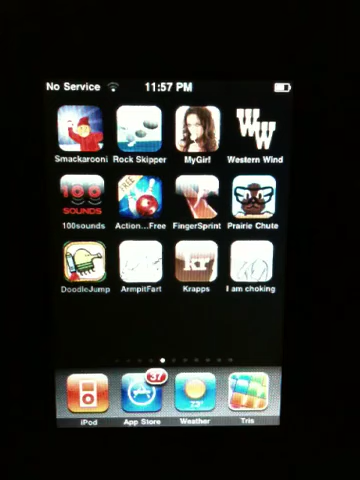 No Service 11:57 PM
Smackarooni Rock Skipper MyGirl Western Wind
100 SOUNDS FREE
100sounds Action...Free FingerSprint Prairie Chute
DoodleJump ArmpitFart Krapps I am choking
37
73°
iPod App Store Weather Tris